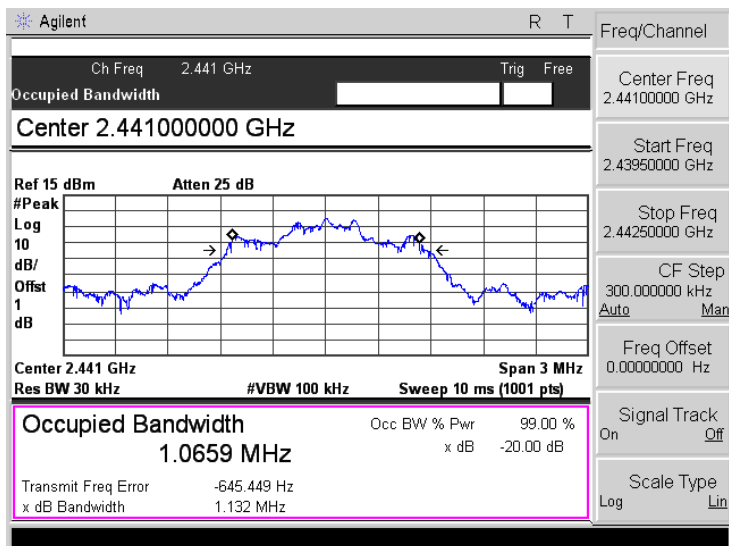 Agilent R T
Ch Freq 2.441 GHz Trig Free
Occupied Bandwidth
Center 2.441000000 GHz
Ref 15 dBm Atten 25 dB
#Peak
Log
10
dB/
Offst
1
dB
Center 2.441 GHz Span 3 MHz
Res BW 30 kHz #VBW 100 kHz Sweep 10 ms (1001 pts)
Occupied Bandwidth Occ BW % Pwr 99.00 %
1.0659 MHz x dB -20.00 dB
Transmit Freq Error -645.449 Hz
x dB Bandwidth 1.132 MHz
Freq/Channel
Center Freq
2.44100000 GHz
Start Freq
2.43950000 GHz
Stop Freq
2.44250000 GHz
CF Step
300.000000 kHz
Auto Man
Freq Offset
0.00000000 Hz
Signal Track
On Off
Scale Type
Log Lin